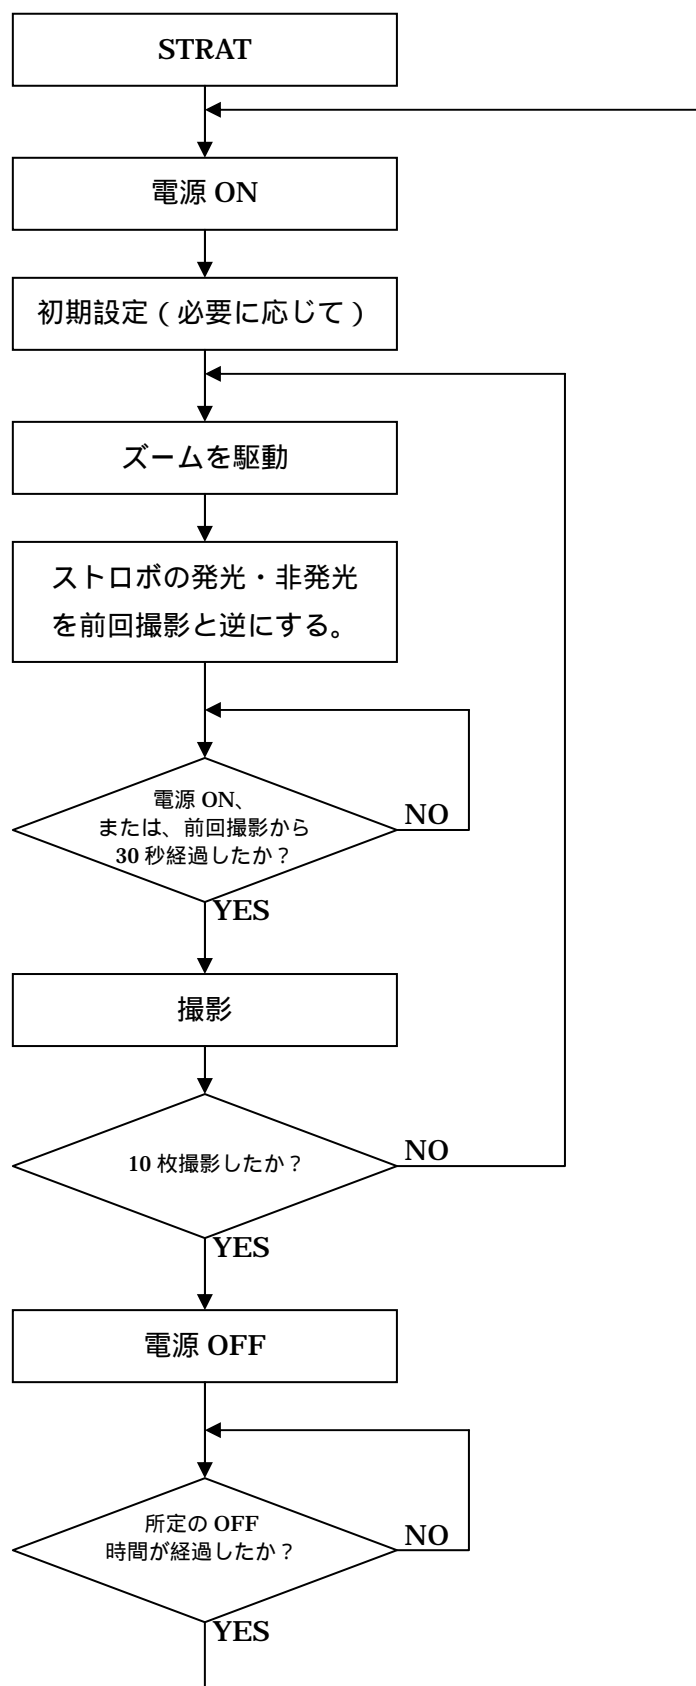 STRAT
電源 ON
初期設定（必要に応じて）
ズームを駆動
ストロボの発光・非発光
を前回撮影と逆にする。
電源 ON、
または、前回撮影から
30 秒経過したか？
NO
YES
撮影
10 枚撮影したか？
NO
YES
電源 OFF
所定の OFF
時間が経過したか？
NO
YES